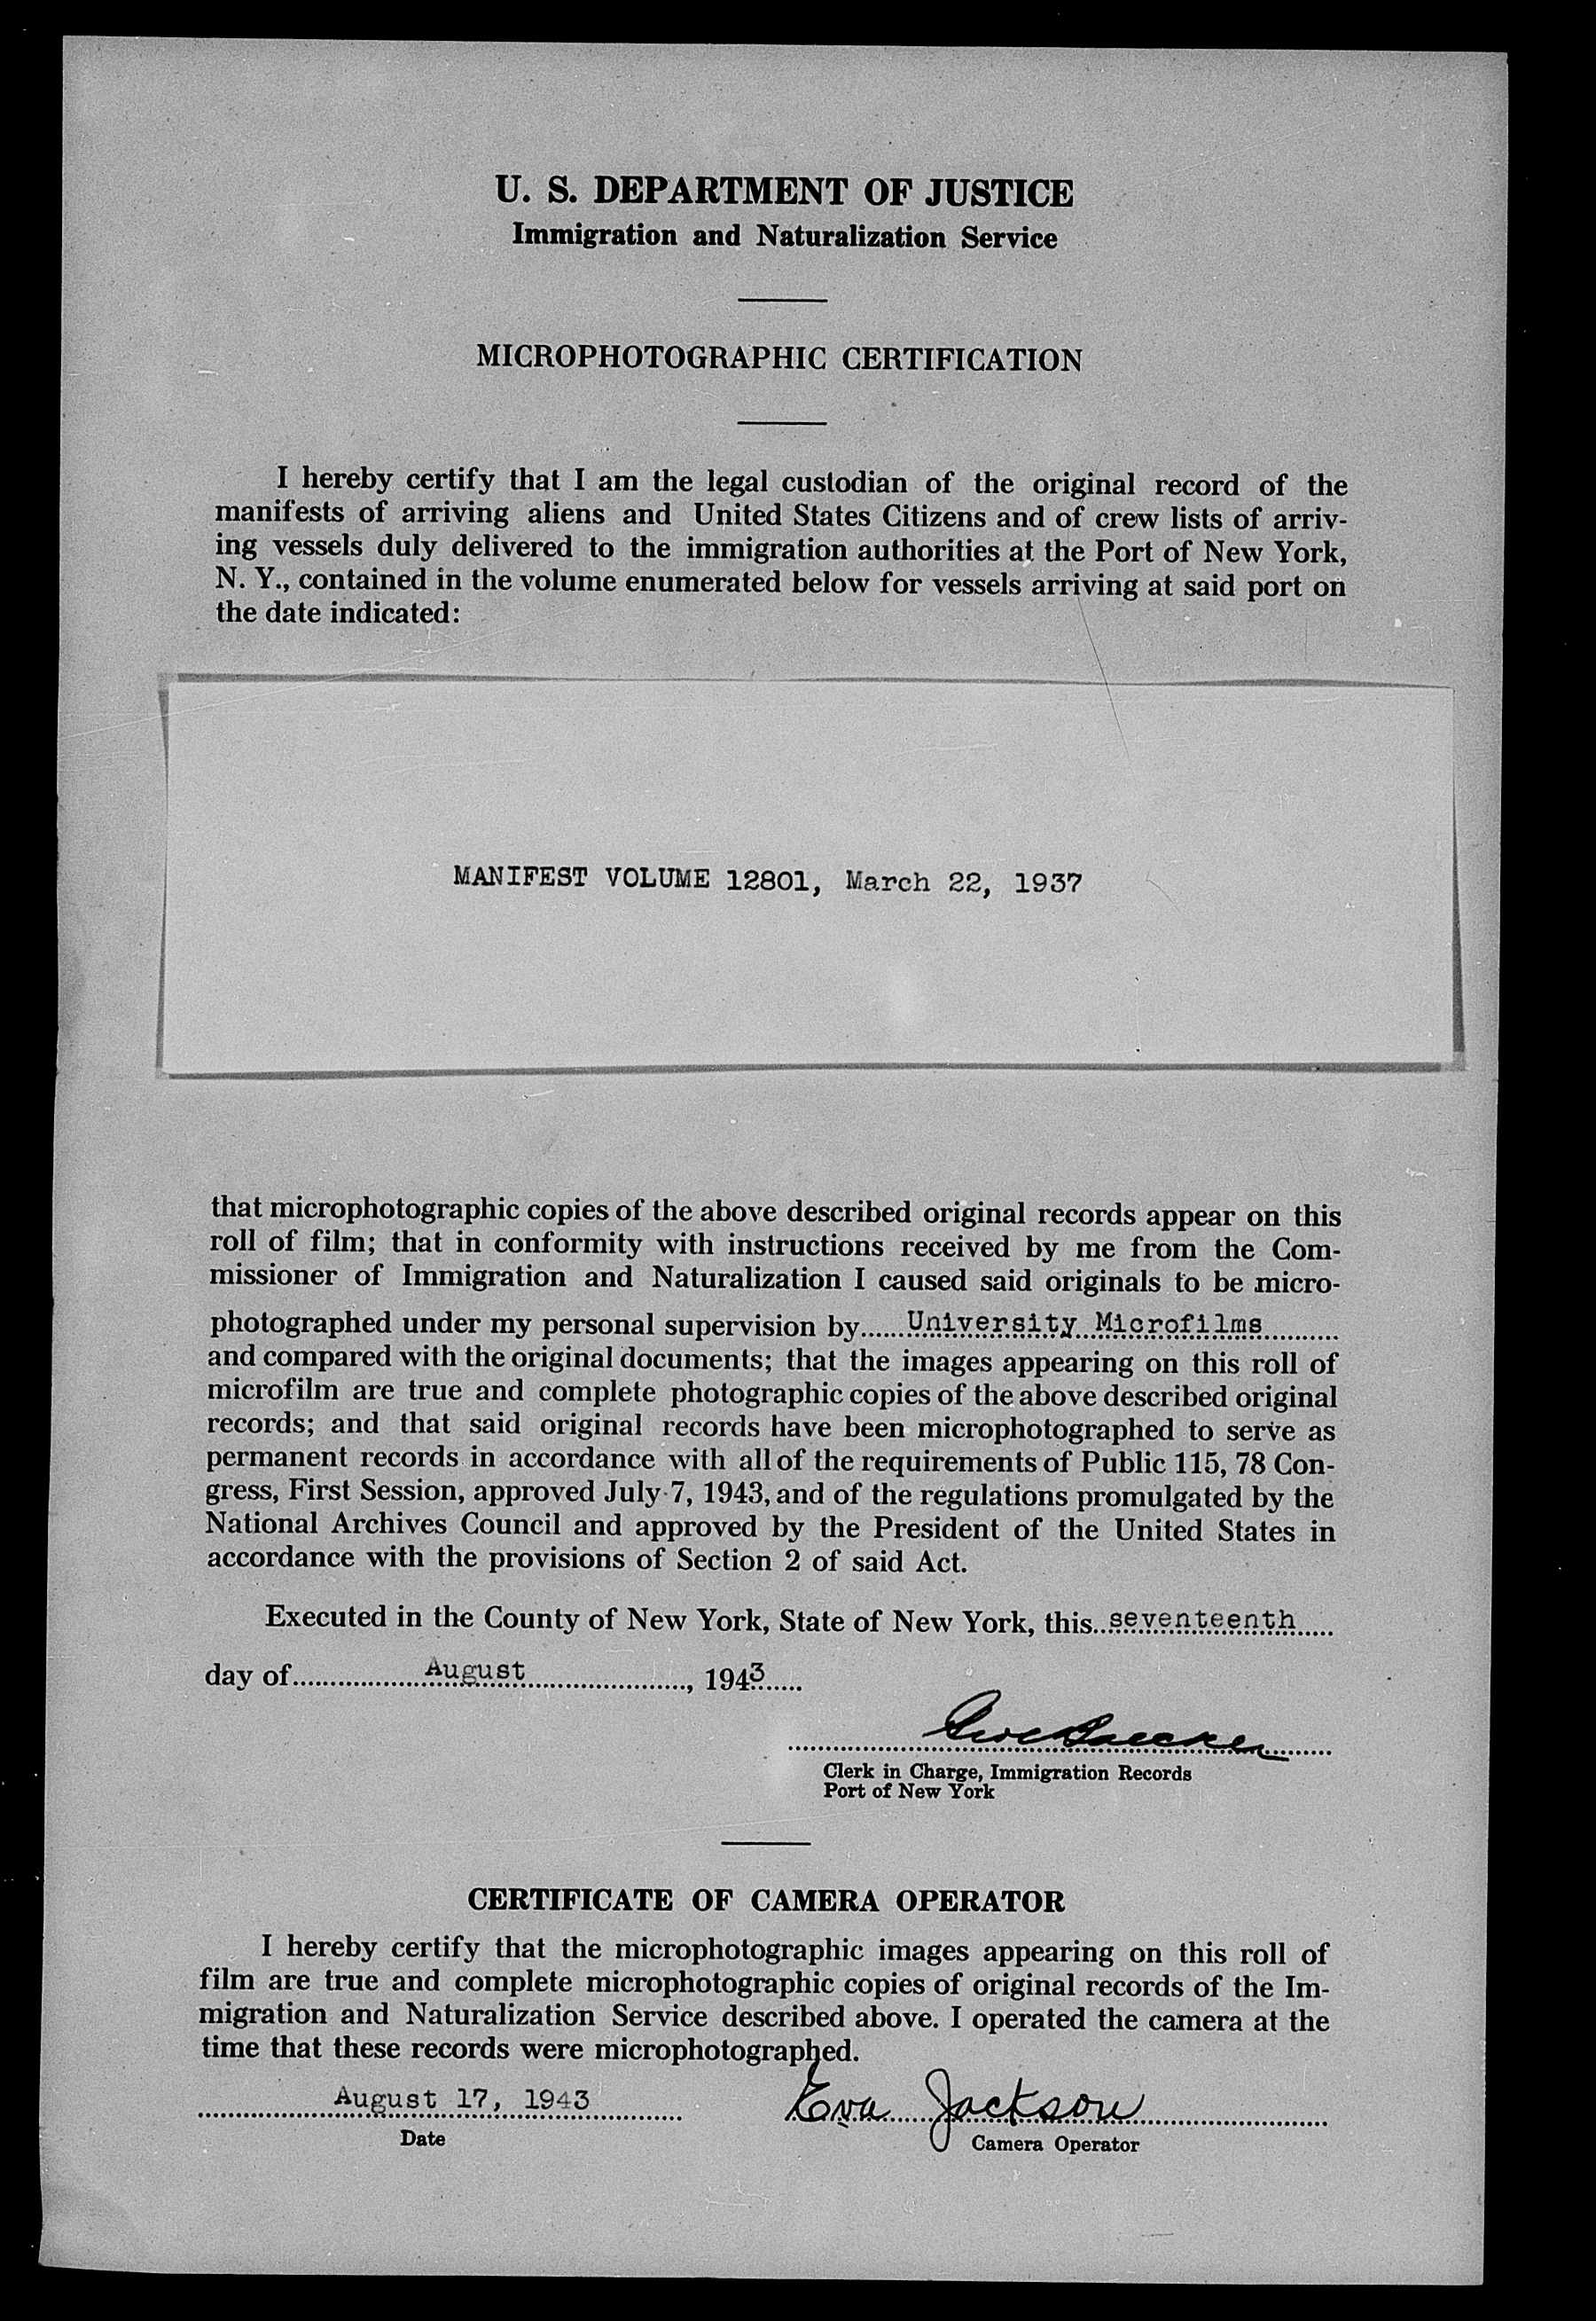 U. S. DEPARTMENT OF JUSTICE
Immigration and Naturalization Service
MICROPHOTOGRAPHIC CERTIFICATION
I hereby certify that I am the legal custodian of the original record of the
manifests of arriving aliens and United States Citizens and of crew lists of arriv-
ing vessels duly delivered to the immigration authorities at the Port of New York,
N. Y., contained in the volume enumerated below for vessels arriving at said port on
the date indicated:
MANIFEST VOLUME 12801, March 22, 1937
that microphotographic copies of the above described original records appear on this
roll of film; that in conformity with instructions received by me from the Com-
missioner of Immigration and Naturalization I caused said originals to be micro-
photographed under my personal supervision by University Microfilms
and compared with the original documents; that the images appearing on this roll of
microfilm are true and complete photographic copies of the above described original
records; and that said original records have been microphotographed to serve as
permanent records in accordance with all of the requirements of Public 115, 78 Con-
gress, First Session, approved July 7, 1943, and of the regulations promulgated by the
National Archives Council and approved by the President of the United States in
accordance with the provisions of Section 2 of said Act.
Executed in the County of New York, State of New York, this seventeenth
day of August, 1943
Clerk in Charge, Immigration Records
Port of New York
CERTIFICATE OF CAMERA OPERATOR
I hereby certify that the microphotographic images appearing on this roll of
film are true and complete microphotographic copies of original records of the Im-
migration and Naturalization Service described above. I operated the camera at the
time that these records were microphotographed.
August 17, 1943 Eva Jackson
Date Camera Operator